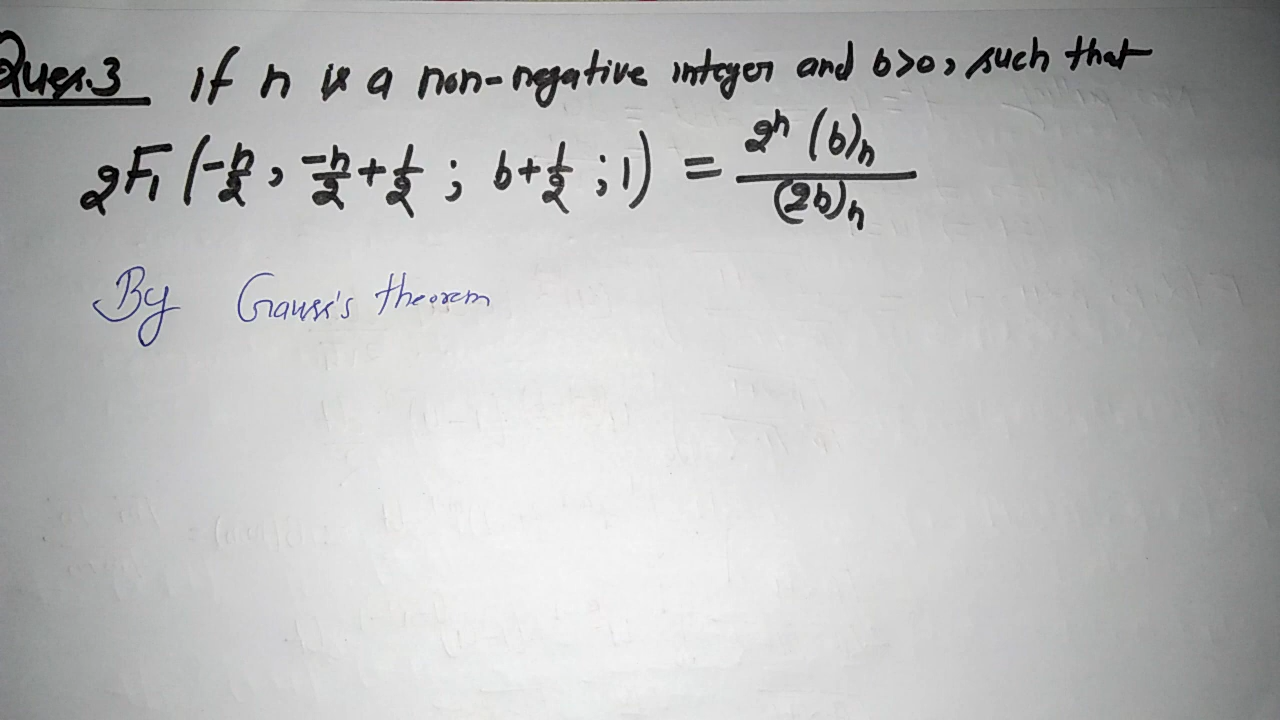 Ques.3 if n is a non-negative integer and b>0, such that
₂F₁ (-n/2, -n/2 + 1/2 ; b + 1/2 ; 1) = 2ⁿ (b)ₙ / (2b)ₙ
By Gauss's theorem